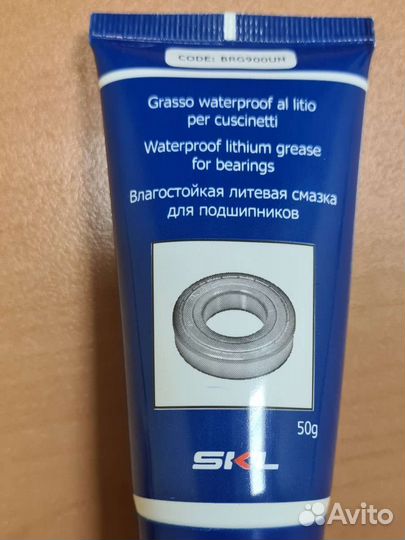 CODE: BRG900UN
Grasso waterproof al litio
per cuscinetti
Waterproof lithium grease
for bearings
Влагостойкая литевая смазка
для подшипников
50g
SKL
Avito